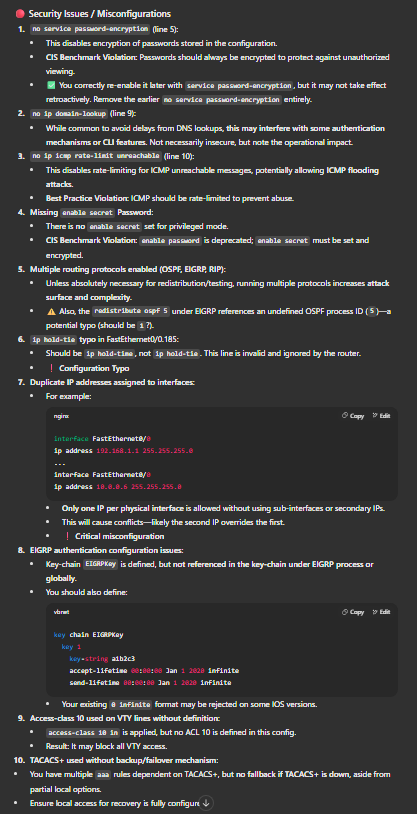 Security Issues / Misconfigurations
1. no service password-encryption (line 5):
• This disables encryption of passwords stored in the configuration.
• CIS Benchmark Violation: Passwords should always be encrypted to protect against unauthorized
viewing.
• ✅ You correctly re-enable it later with service password-encryption, but it may not take effect
retroactively. Remove the earlier no service password-encryption entirely.
2. no ip domain-lookup (line 9):
• While common to avoid delays from DNS lookups, this may interfere with some authentication
mechanisms or CLI features. Not necessarily insecure, but note the operational impact.
3. no ip icmp rate-limit unreachable (line 10):
• This disables rate-limiting for ICMP unreachable messages, potentially allowing ICMP flooding
attacks.
• Best Practice Violation: ICMP should be rate-limited to prevent abuse.
4. Missing enable secret Password:
• There is no enable secret set for privileged mode.
• CIS Benchmark Violation: enable password is deprecated; enable secret must be set and
encrypted.
5. Multiple routing protocols enabled (OSPF, EIGRP, RIP):
• Unless absolutely necessary for redistribution/testing, running multiple protocols increases attack
surface and complexity.
• ⚠️ Also, the redistribute ospf 5 under EIGRP references an undefined OSPF process ID (5)—a
potential typo (should be 1?).
6. ip hold-tie typo in FastEthernet0/0.185:
• Should be ip hold-time, not ip hold-tie. This line is invalid and ignored by the router.
• ❗ Configuration Typo
7. Duplicate IP addresses assigned to interfaces:
• For example:
nginx Copy Edit
interface FastEthernet0/0
ip address 192.168.1.1 255.255.255.0
...
interface FastEthernet0/0
ip address 10.0.0.6 255.255.255.0
• Only one IP per physical interface is allowed without using sub-interfaces or secondary IPs.
• This will cause conflicts—likely the second IP overrides the first.
• ❗ Critical misconfiguration
8. EIGRP authentication configuration issues:
• Key-chain EIGRPKey is defined, but not referenced in the key-chain under EIGRP process or
globally.
• You should also define:
vbnet Copy Edit
key chain EIGRPKey
key 1
key-string a1b2c3
accept-lifetime 00:00:00 Jan 1 2020 infinite
send-lifetime 00:00:00 Jan 1 2020 infinite
• Your existing 0 infinite format may be rejected on some IOS versions.
9. Access-class 10 used on VTY lines without definition:
• access-class 10 in is applied, but no ACL 10 is defined in this config.
• Result: It may block all VTY access.
10. TACACS+ used without backup/failover mechanism:
• You have multiple aaa rules dependent on TACACS+, but no fallback if TACACS+ is down, aside from
partial local options.
• Ensure local access for recovery is fully configure